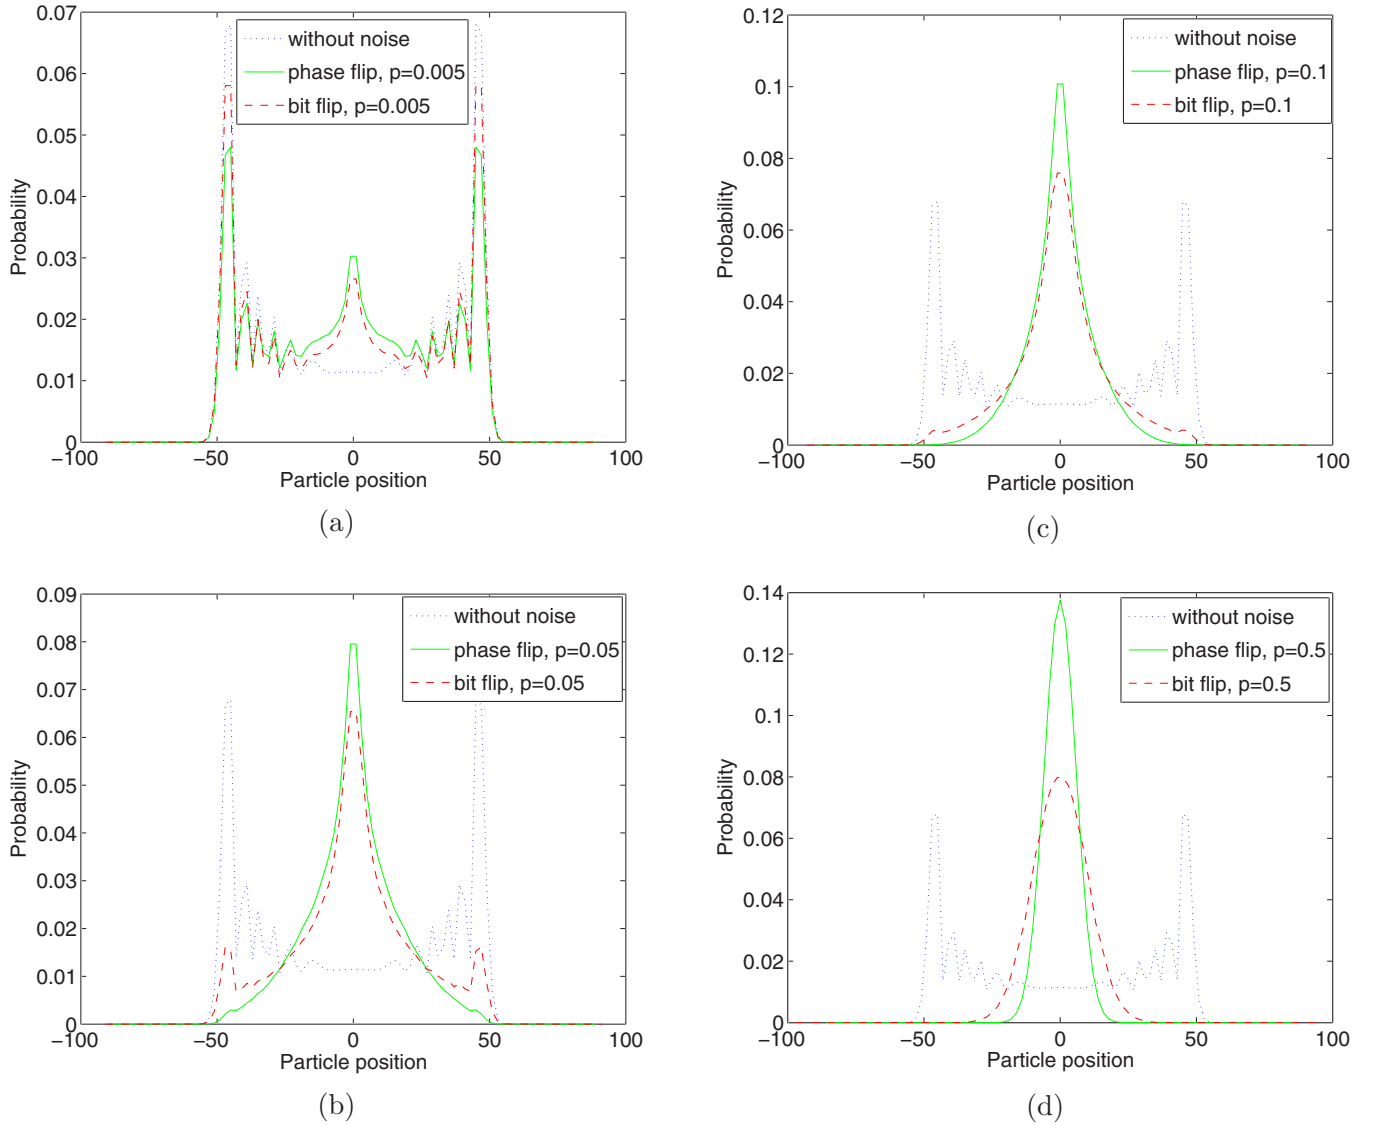 0.07
0.06
0.05
0.04
0.03
0.02
0.01
0
Probability
without noise
phase flip, p=0.005
bit flip, p=0.005
−100
−50
0
50
100
Particle position
(a)
0.12
0.1
0.08
0.06
0.04
0.02
0
Probability
without noise
phase flip, p=0.1
bit flip, p=0.1
−100
−50
0
50
100
Particle position
(c)
0.09
0.08
0.07
0.06
0.05
0.04
0.03
0.02
0.01
0
Probability
without noise
phase flip, p=0.05
bit flip, p=0.05
−100
−50
0
50
100
Particle position
(b)
0.14
0.12
0.1
0.08
0.06
0.04
0.02
0
Probability
without noise
phase flip, p=0.5
bit flip, p=0.5
−100
−50
0
50
100
Particle position
(d)